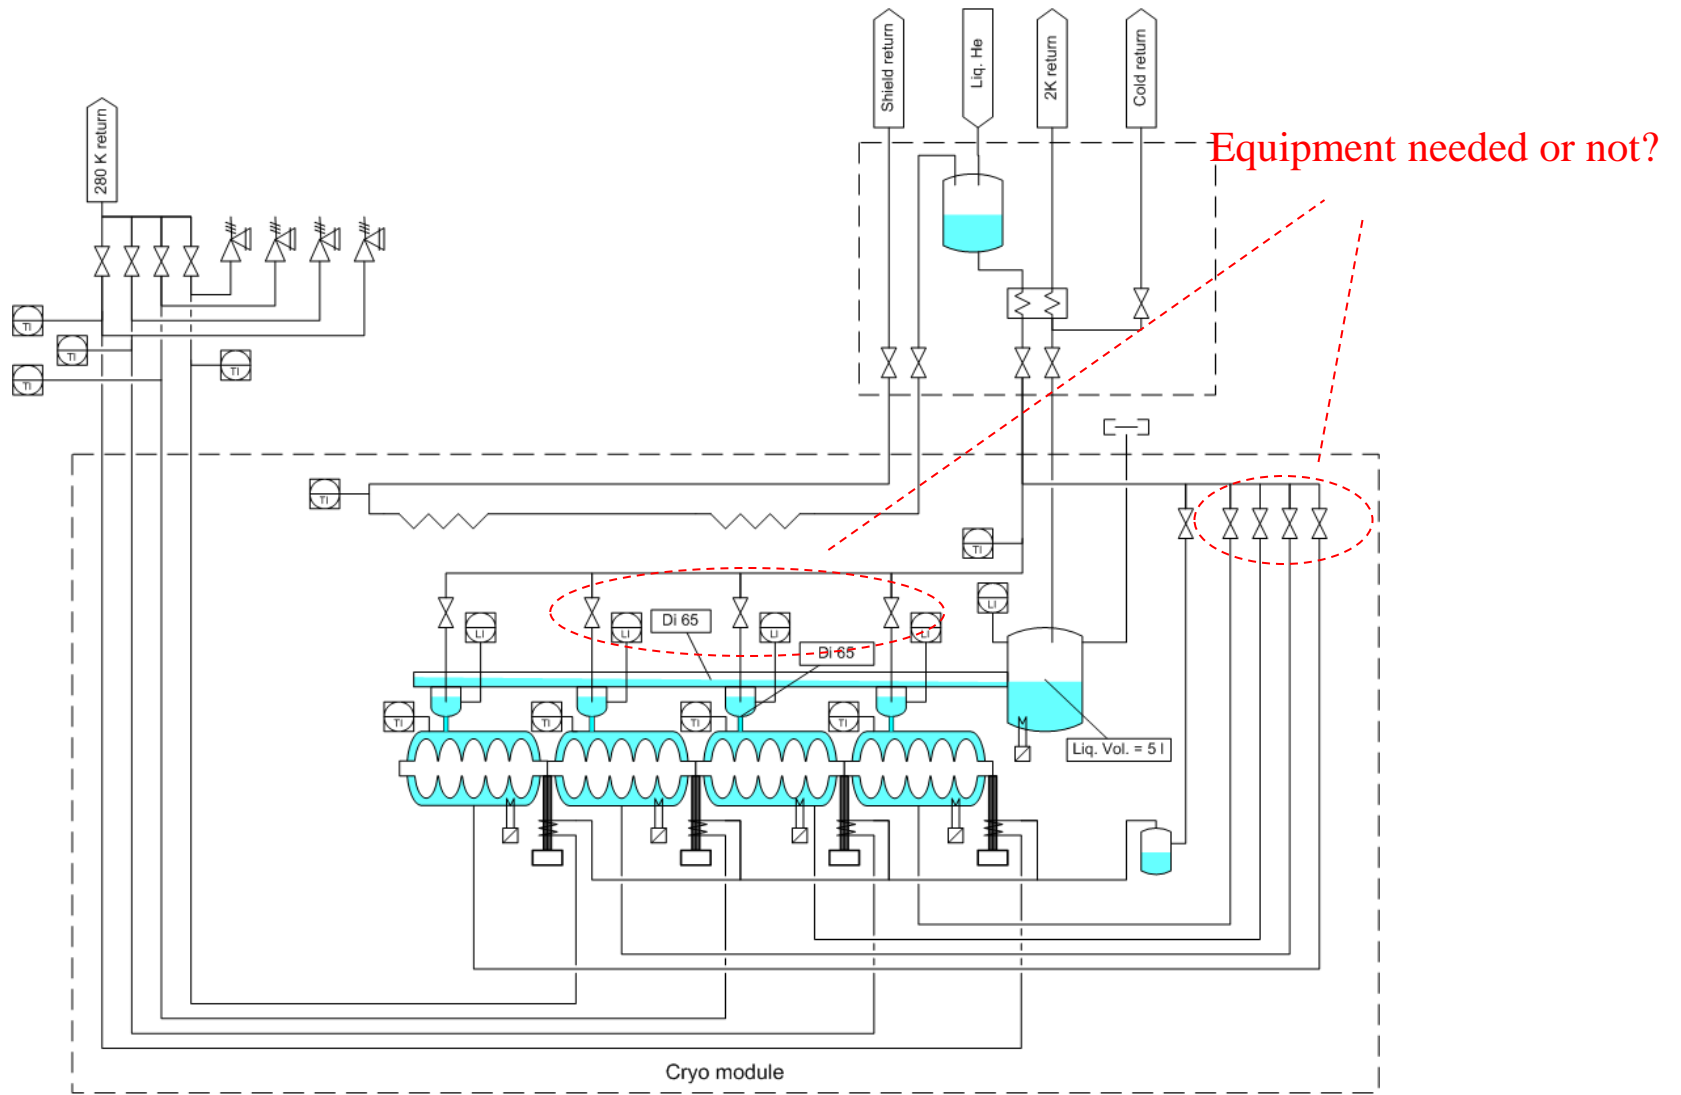 Shield return
Liq. He
2K return
Cold return
280 K return
Equipment needed or not?
TI
TI
TI
TI
TI
TI
LI
LI
LI
LI
LI
Di 65
Di 65
TI
TI
TI
TI
Liq. Vol. = 5 l
Cryo module